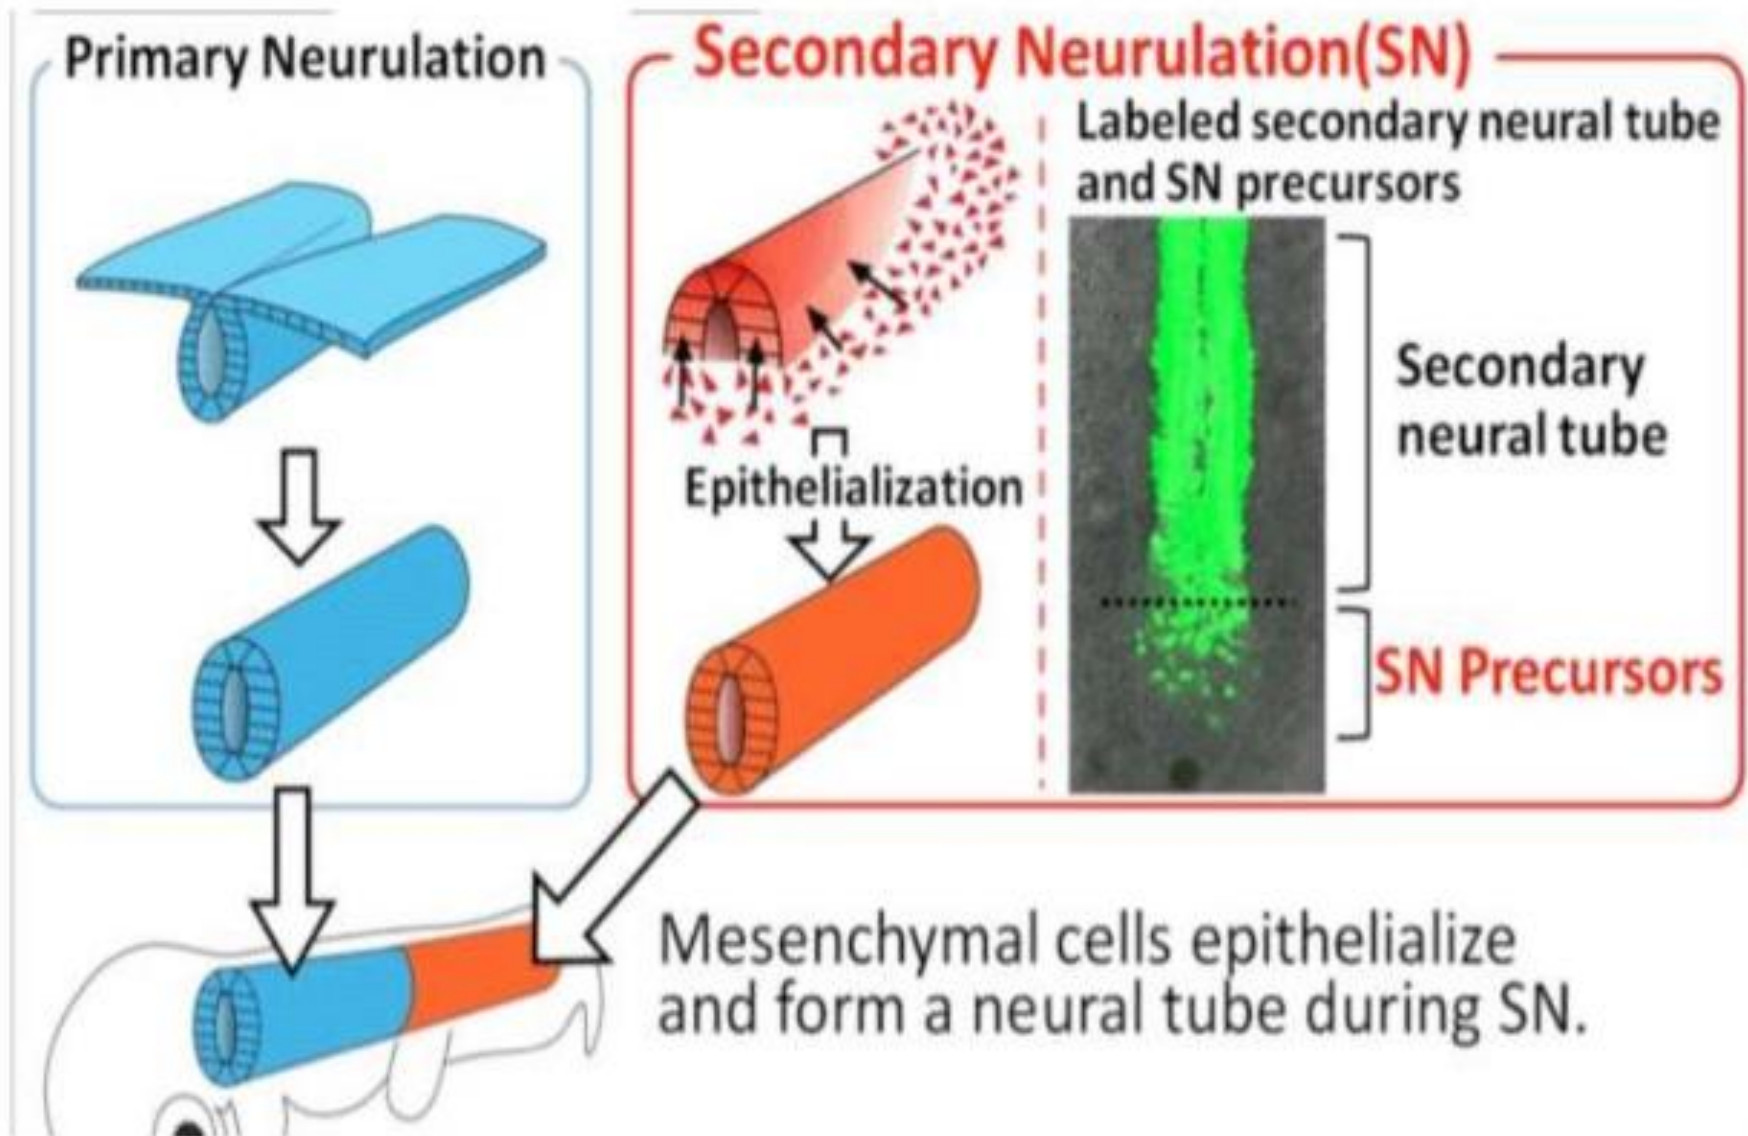 Primary Neurulation
Secondary Neurulation(SN)
Labeled secondary neural tube
and SN precursors
Epithelialization
Secondary
neural tube
SN Precursors
Mesenchymal cells epithelialize
and form a neural tube during SN.